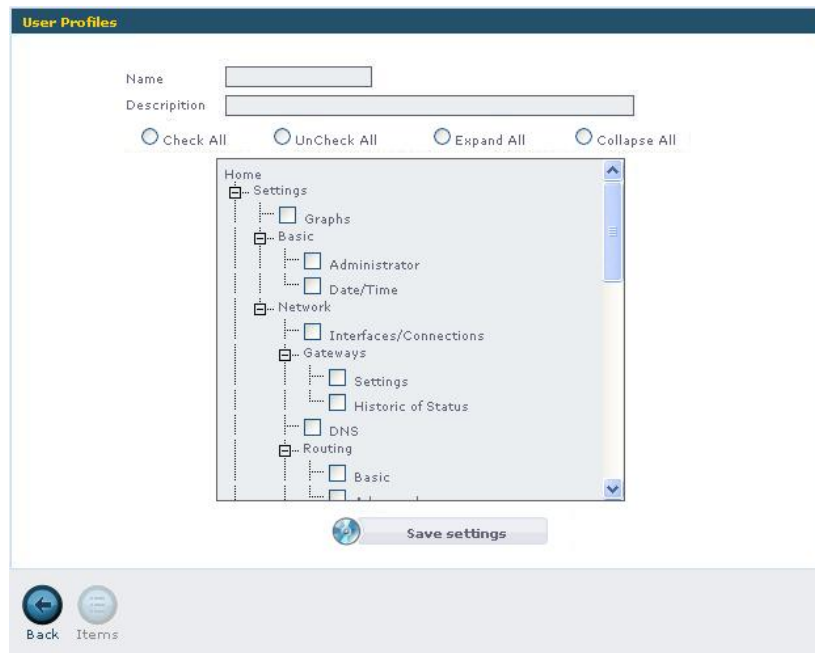 User Profiles
Name
Descripition
Check All UnCheck All Expand All Collapse All
Home
Settings
Graphs
Basic
Administrator
Date/Time
Network
Interfaces/Connections
Gateways
Settings
Historic of Status
DNS
Routing
Basic
Save settings
Back Items